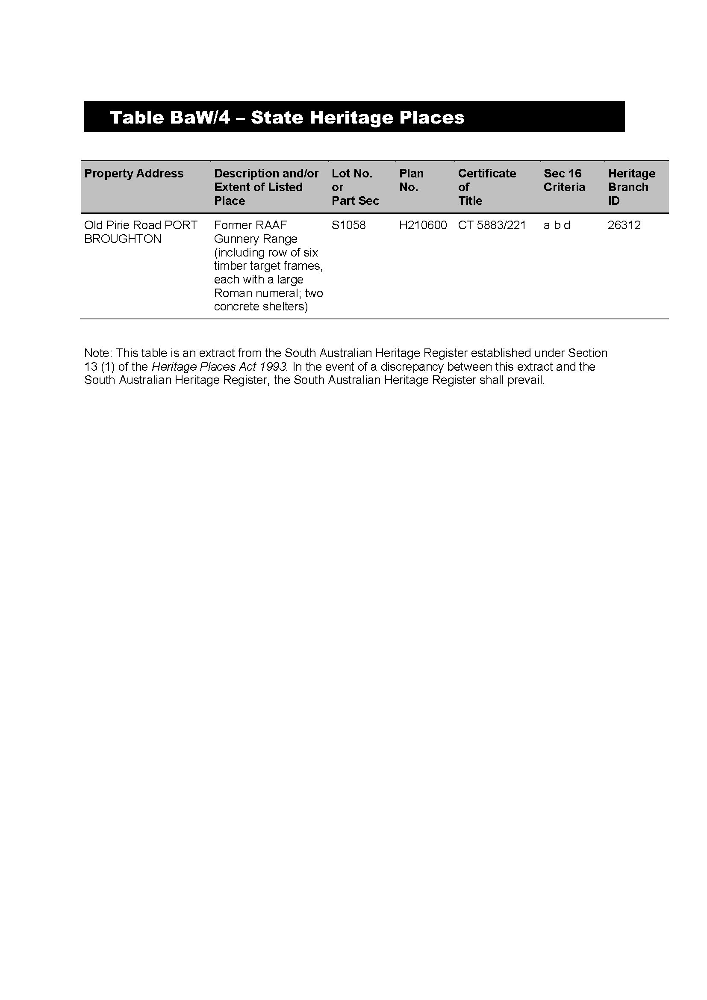 Table BaW/4 – State Heritage Places
Property Address
Description and/or
Extent of Listed
Place
Lot No.
or
Part Sec
Plan
No.
Certificate
of
Title
Sec 16
Criteria
Heritage
Branch
ID
Old Pirie Road PORT
BROUGHTON
Former RAAF
Gunnery Range
(including row of six
timber target frames,
each with a large
Roman numeral; two
concrete shelters)
S1058
H210600
CT 5883/221
a b d
26312
Note: This table is an extract from the South Australian Heritage Register established under Section
13 (1) of the Heritage Places Act 1993. In the event of a discrepancy between this extract and the
South Australian Heritage Register, the South Australian Heritage Register shall prevail.